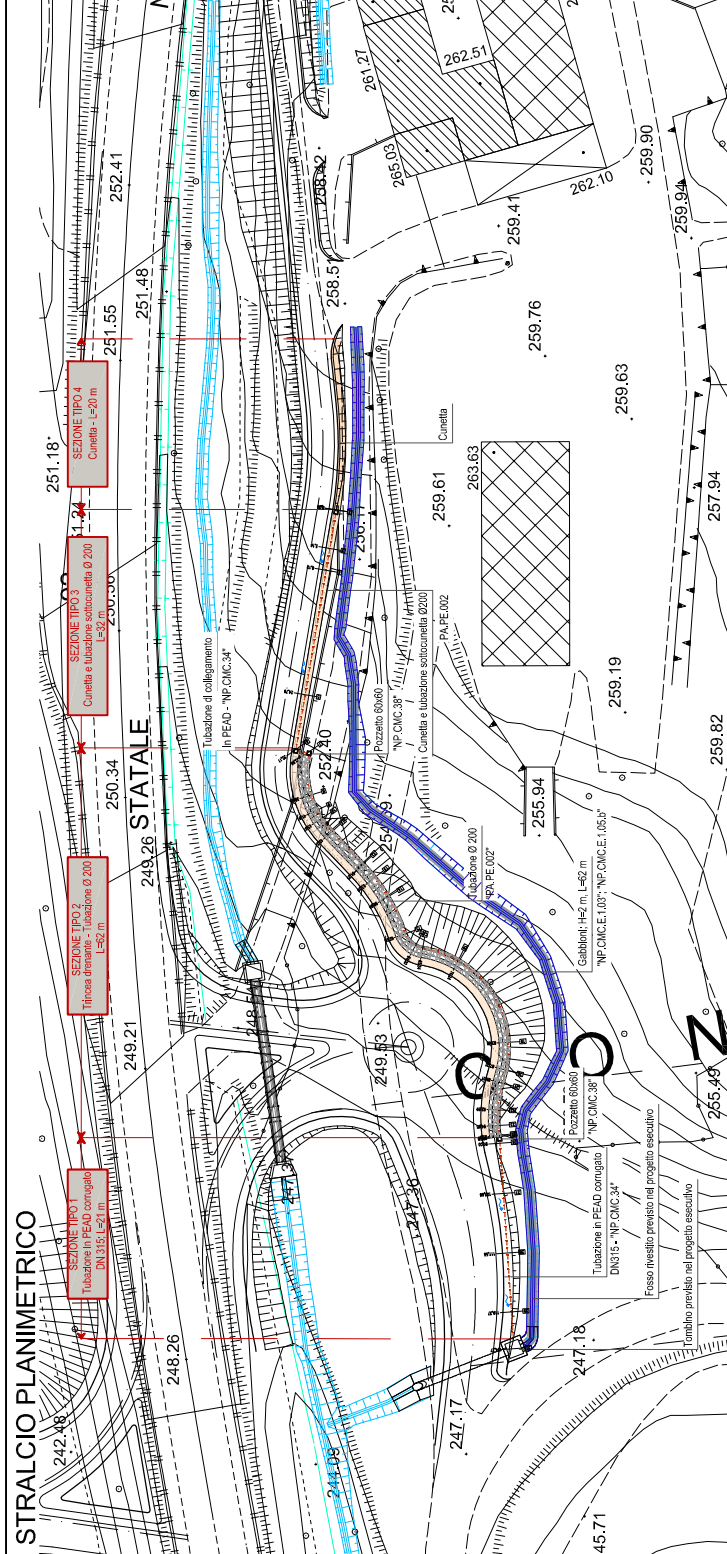 STRALCIO PLANIMETRICO
SEZIONE TIPO 1
Tubazione in PEAD corrugato
DN 315: L=21 m
SEZIONE TIPO 2
Trincea drenante - Tubazione Ø 200
L=62 m
SEZIONE TIPO 3
Cunetta e tubazione sottocunetta Ø 200
L=32 m
SEZIONE TIPO 4
Cunetta - L=20 m
STATALE
Tubazione di collegamento
In PEAD - "NP.CMC.34"
Pozzetto 60x60
"NP.CMC.38"
Cunetta e tubazione sottocunetta Ø200
PA.PE.002
Cunetta
Tubazione Ø 200
"PA.PE.002"
Gabbioni: H=2 m, L=62 m
"NP.CMC.E.1.03"; "NP.CMC.E.1.05.b"
Pozzetto 60x60
"NP.CMC.38"
Tubazione in PEAD corrugato
DN315 - "NP.CMC.34"
Fosso rivestito previsto nel progetto esecutivo
Tombino previsto nel progetto esecutivo
C
O
N
242.48
248.26
249.21
249.26
250.34
251.18
251.55
251.48
252.41
244.09
247.17
247.18
247.36
249.53
252.40
258.51
258.42
261.27
262.51
265.03
262.10
259.41
259.90
259.94
259.76
259.63
259.61
263.63
257.94
259.19
259.82
255.94
255.49
45.71